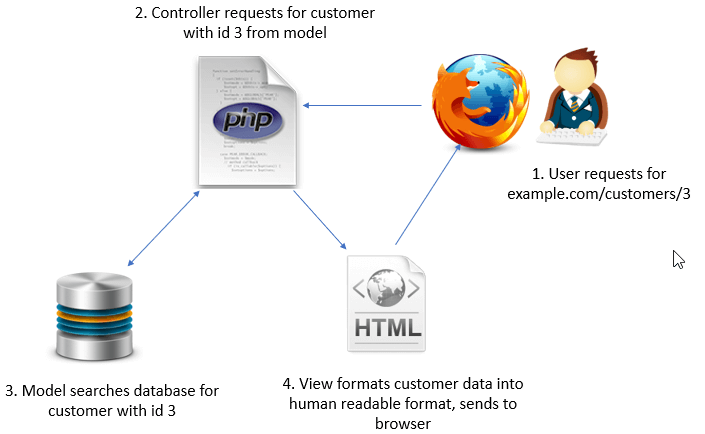 2. Controller requests for customer
with id 3 from model
php
1. User requests for
example.com/customers/3
HTML
3. Model searches database for
customer with id 3
4. View formats customer data into
human readable format, sends to
browser